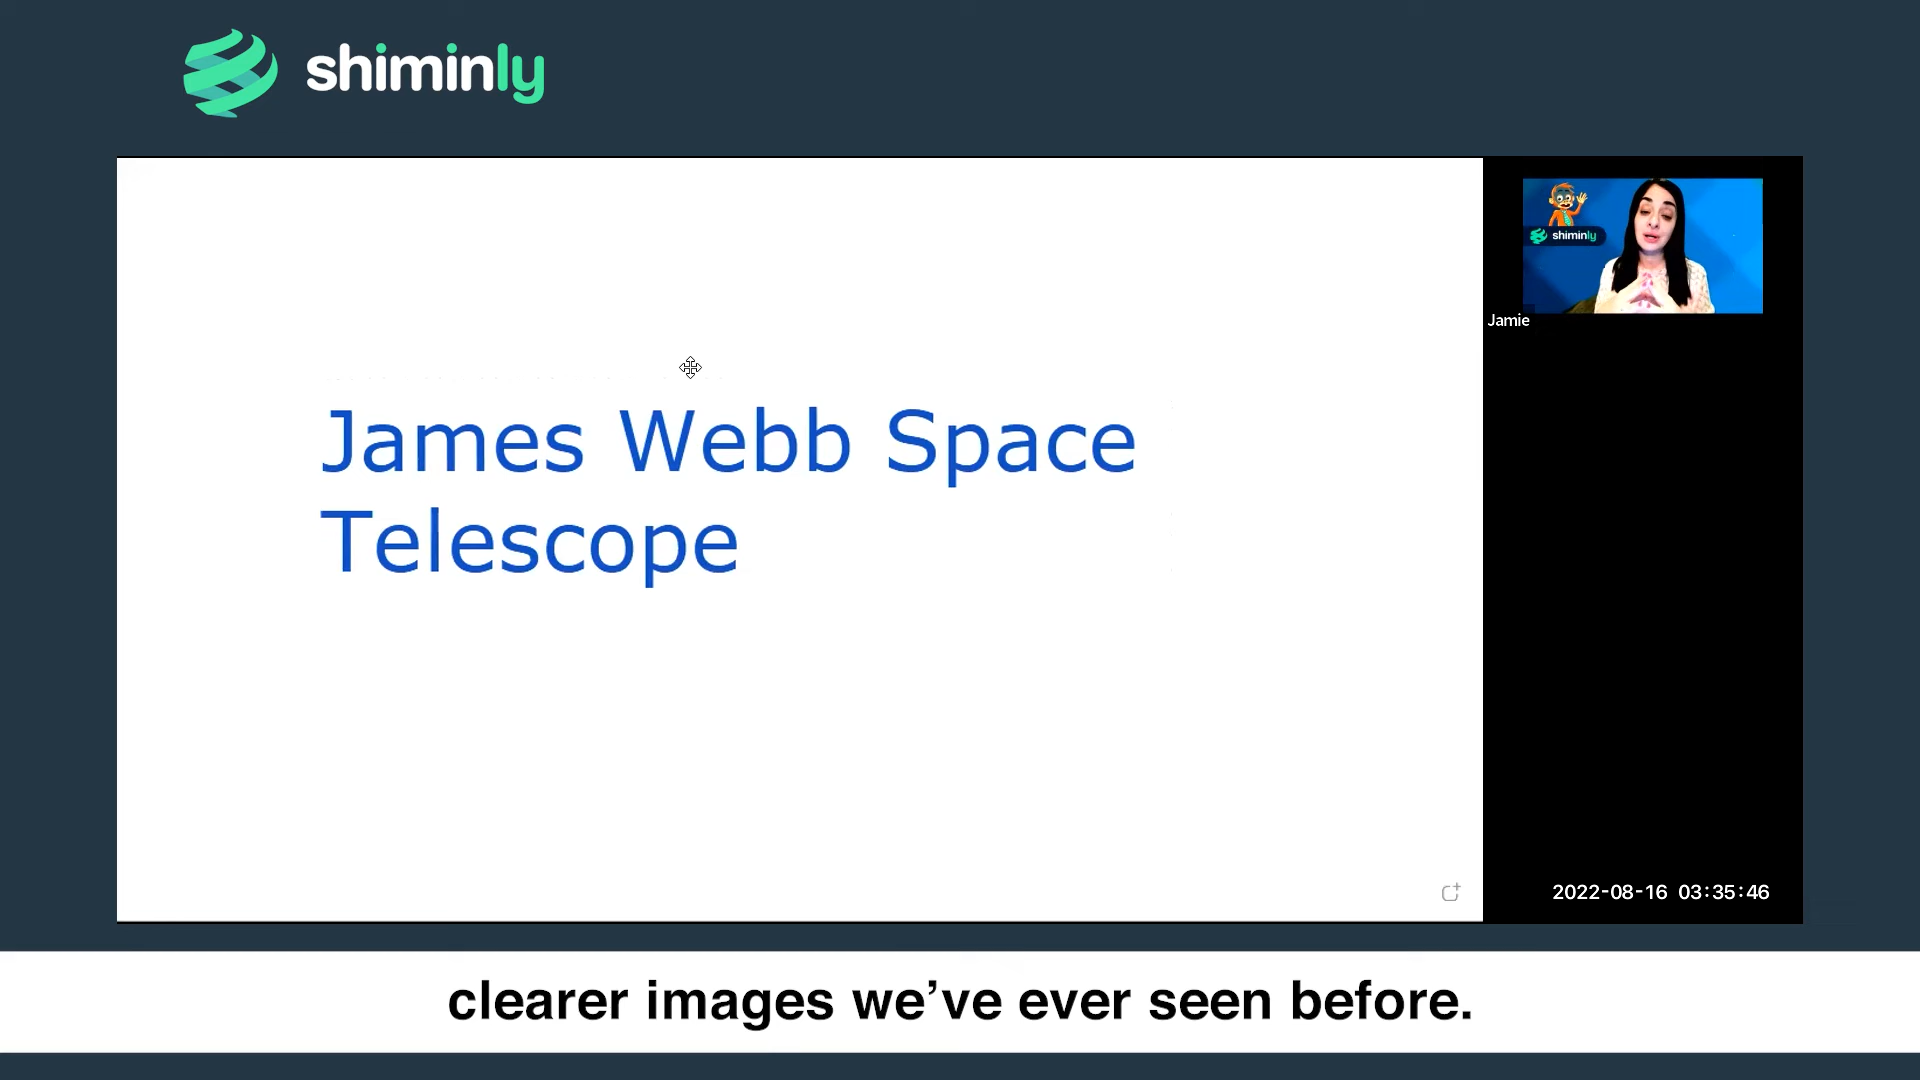 shiminly
James Webb Space
Telescope
shiminly
Jamie
2022-08-16 03:35:46
clearer images we’ve ever seen before.